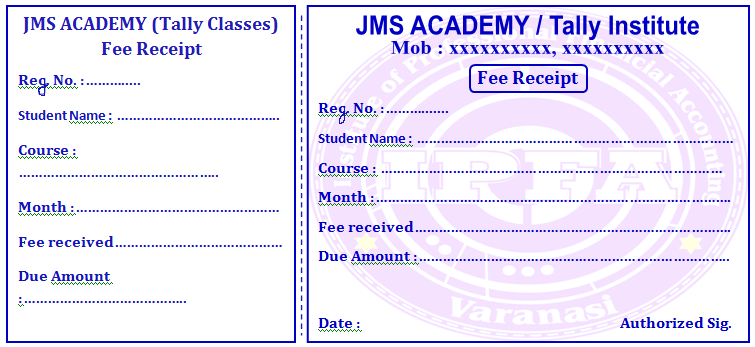 JMS ACADEMY (Tally Classes)
Fee Receipt
Reg. No. :..............
Student Name : ..........................................
Course :
..................................................
Month :...................................................
Fee received..........................................
Due Amount
:.........................................
JMS ACADEMY / Tally Institute
Mob : xxxxxxxxxx, xxxxxxxxxx
Fee Receipt
Reg. No. :................
Student Name : ................................................................................
Course : ......................................................................................
Month :.........................................................................................
Fee received................................................................................
Due Amount :..............................................................................
Date :
Authorized Sig.
IRFA
Varanasi